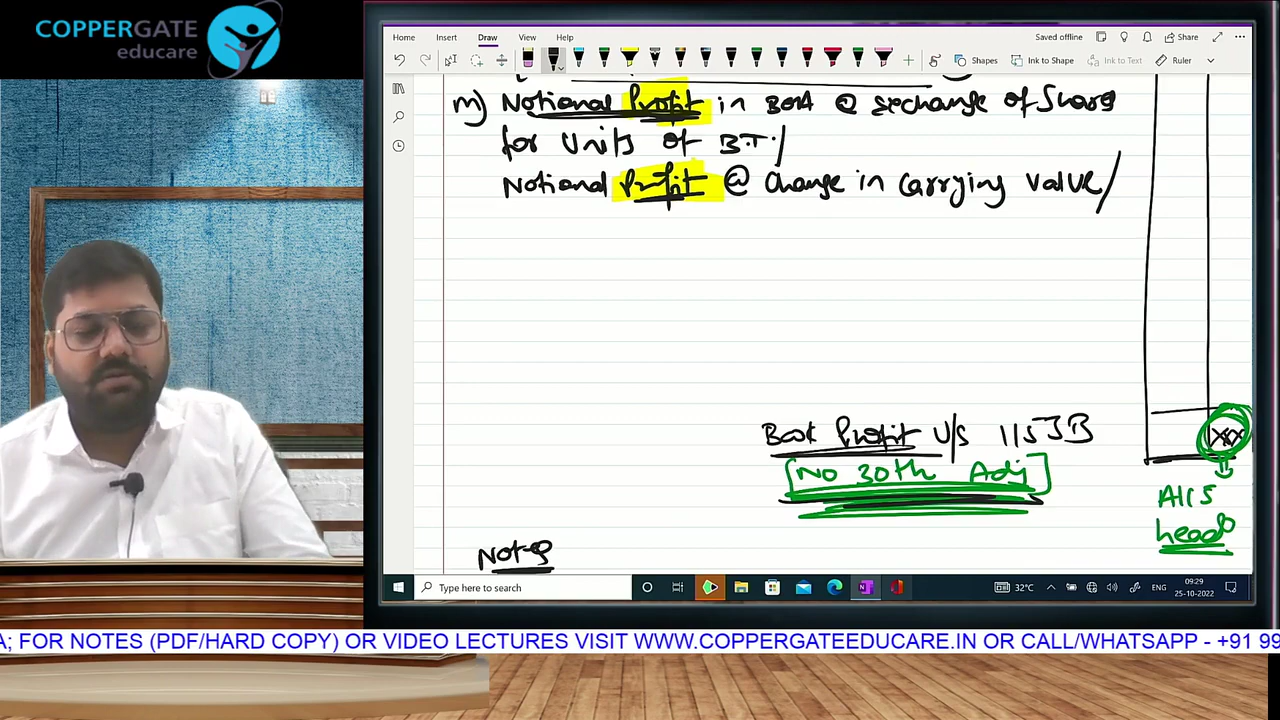 COPPERGATE
educare
Home Insert Draw View Help
Saved offline
Share
Shapes
Ink to Shape
Ink to Text
Ruler
m) Notional Profit in BOOK @ exchange of Shares
for Units of B.T./
Notional Profit @ Change in Carrying Value/
Book Profit U/S 115JB
XXX
[No 30th Adj]
All 5
heads
Notes
Type here to search
32°C
ENG
09:29
25-10-2022
A; FOR NOTES (PDF/HARD COPY) OR VIDEO LECTURES VISIT WWW.COPPERGATEEDUCARE.IN OR CALL/WHATSAPP - +91 99